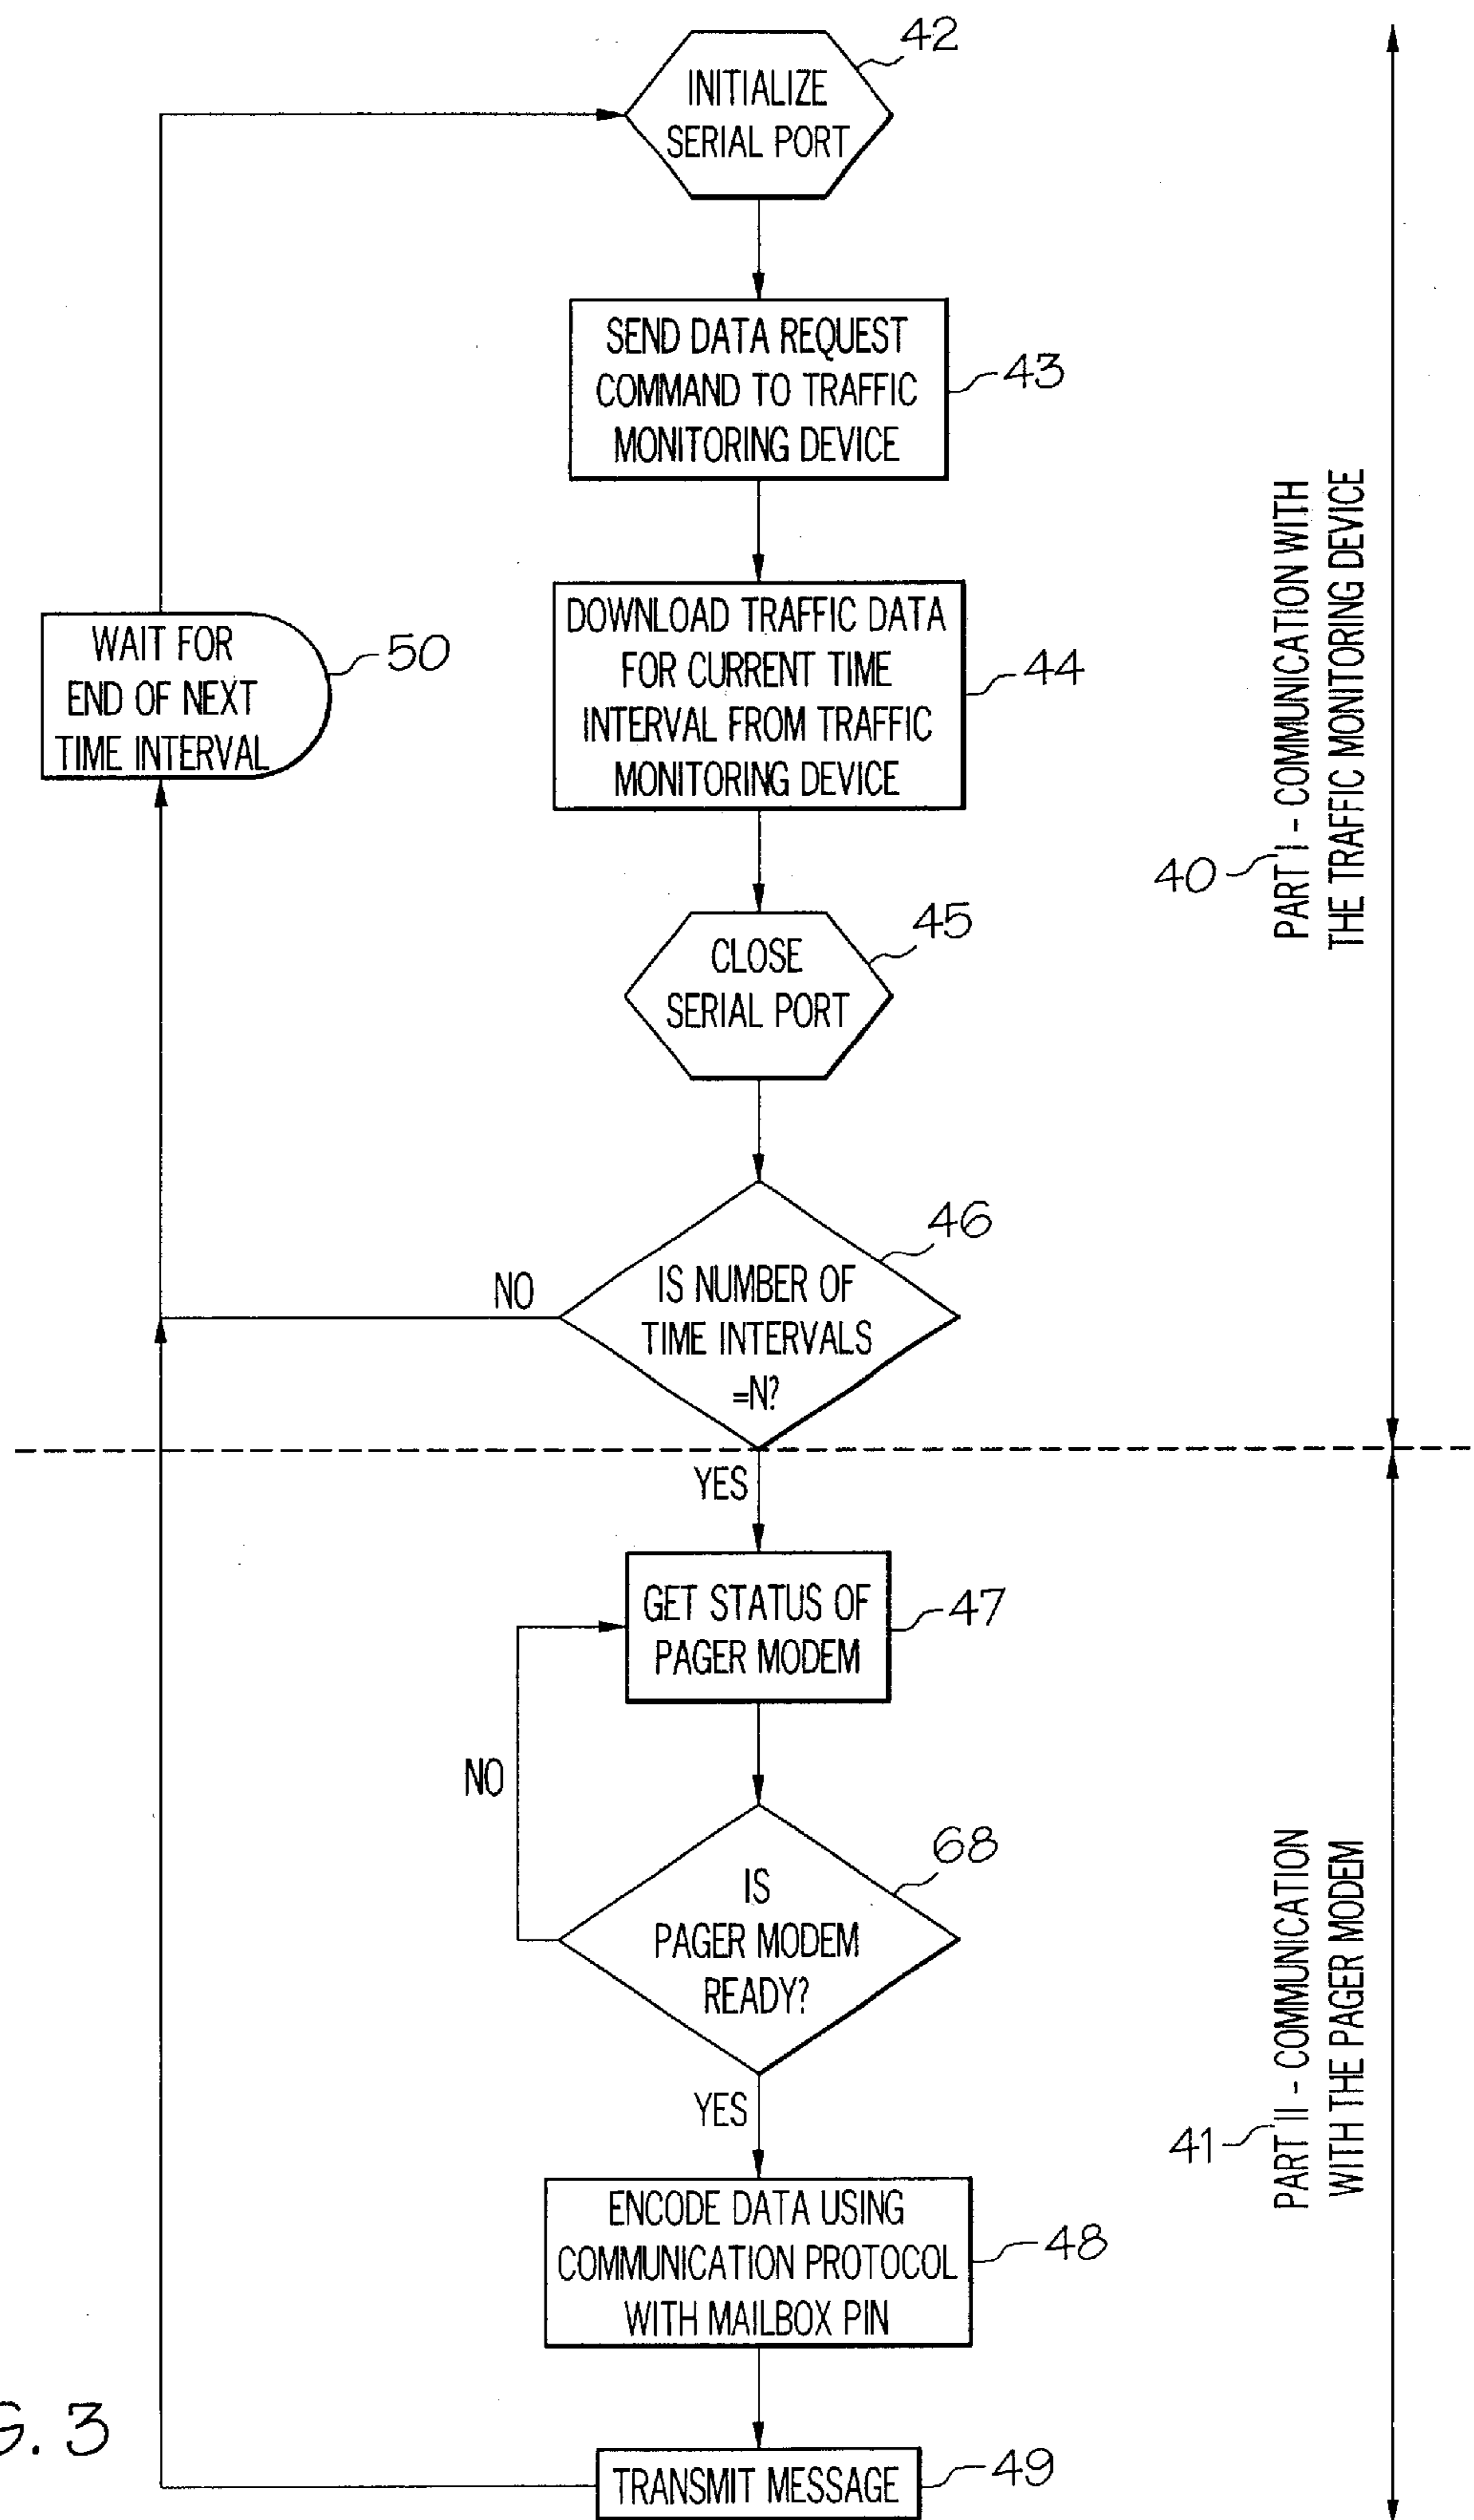 42
INITIALIZE
SERIAL PORT
SEND DATA REQUEST
COMMAND TO TRAFFIC
MONITORING DEVICE
43
DOWNLOAD TRAFFIC DATA
FOR CURRENT TIME
INTERVAL FROM TRAFFIC
MONITORING DEVICE
44
WAIT FOR
END OF NEXT
TIME INTERVAL
50
CLOSE
SERIAL PORT
45
40
PART I - COMMUNICATION WITH
THE TRAFFIC MONITORING DEVICE
46
IS NUMBER OF
TIME INTERVALS
=N?
NO
YES
GET STATUS OF
PAGER MODEM
47
NO
68
IS
PAGER MODEM
READY?
YES
41
PART II - COMMUNICATION
WITH THE PAGER MODEM
ENCODE DATA USING
COMMUNICATION PROTOCOL
WITH MAILBOX PIN
48
TRANSMIT MESSAGE
49
G. 3